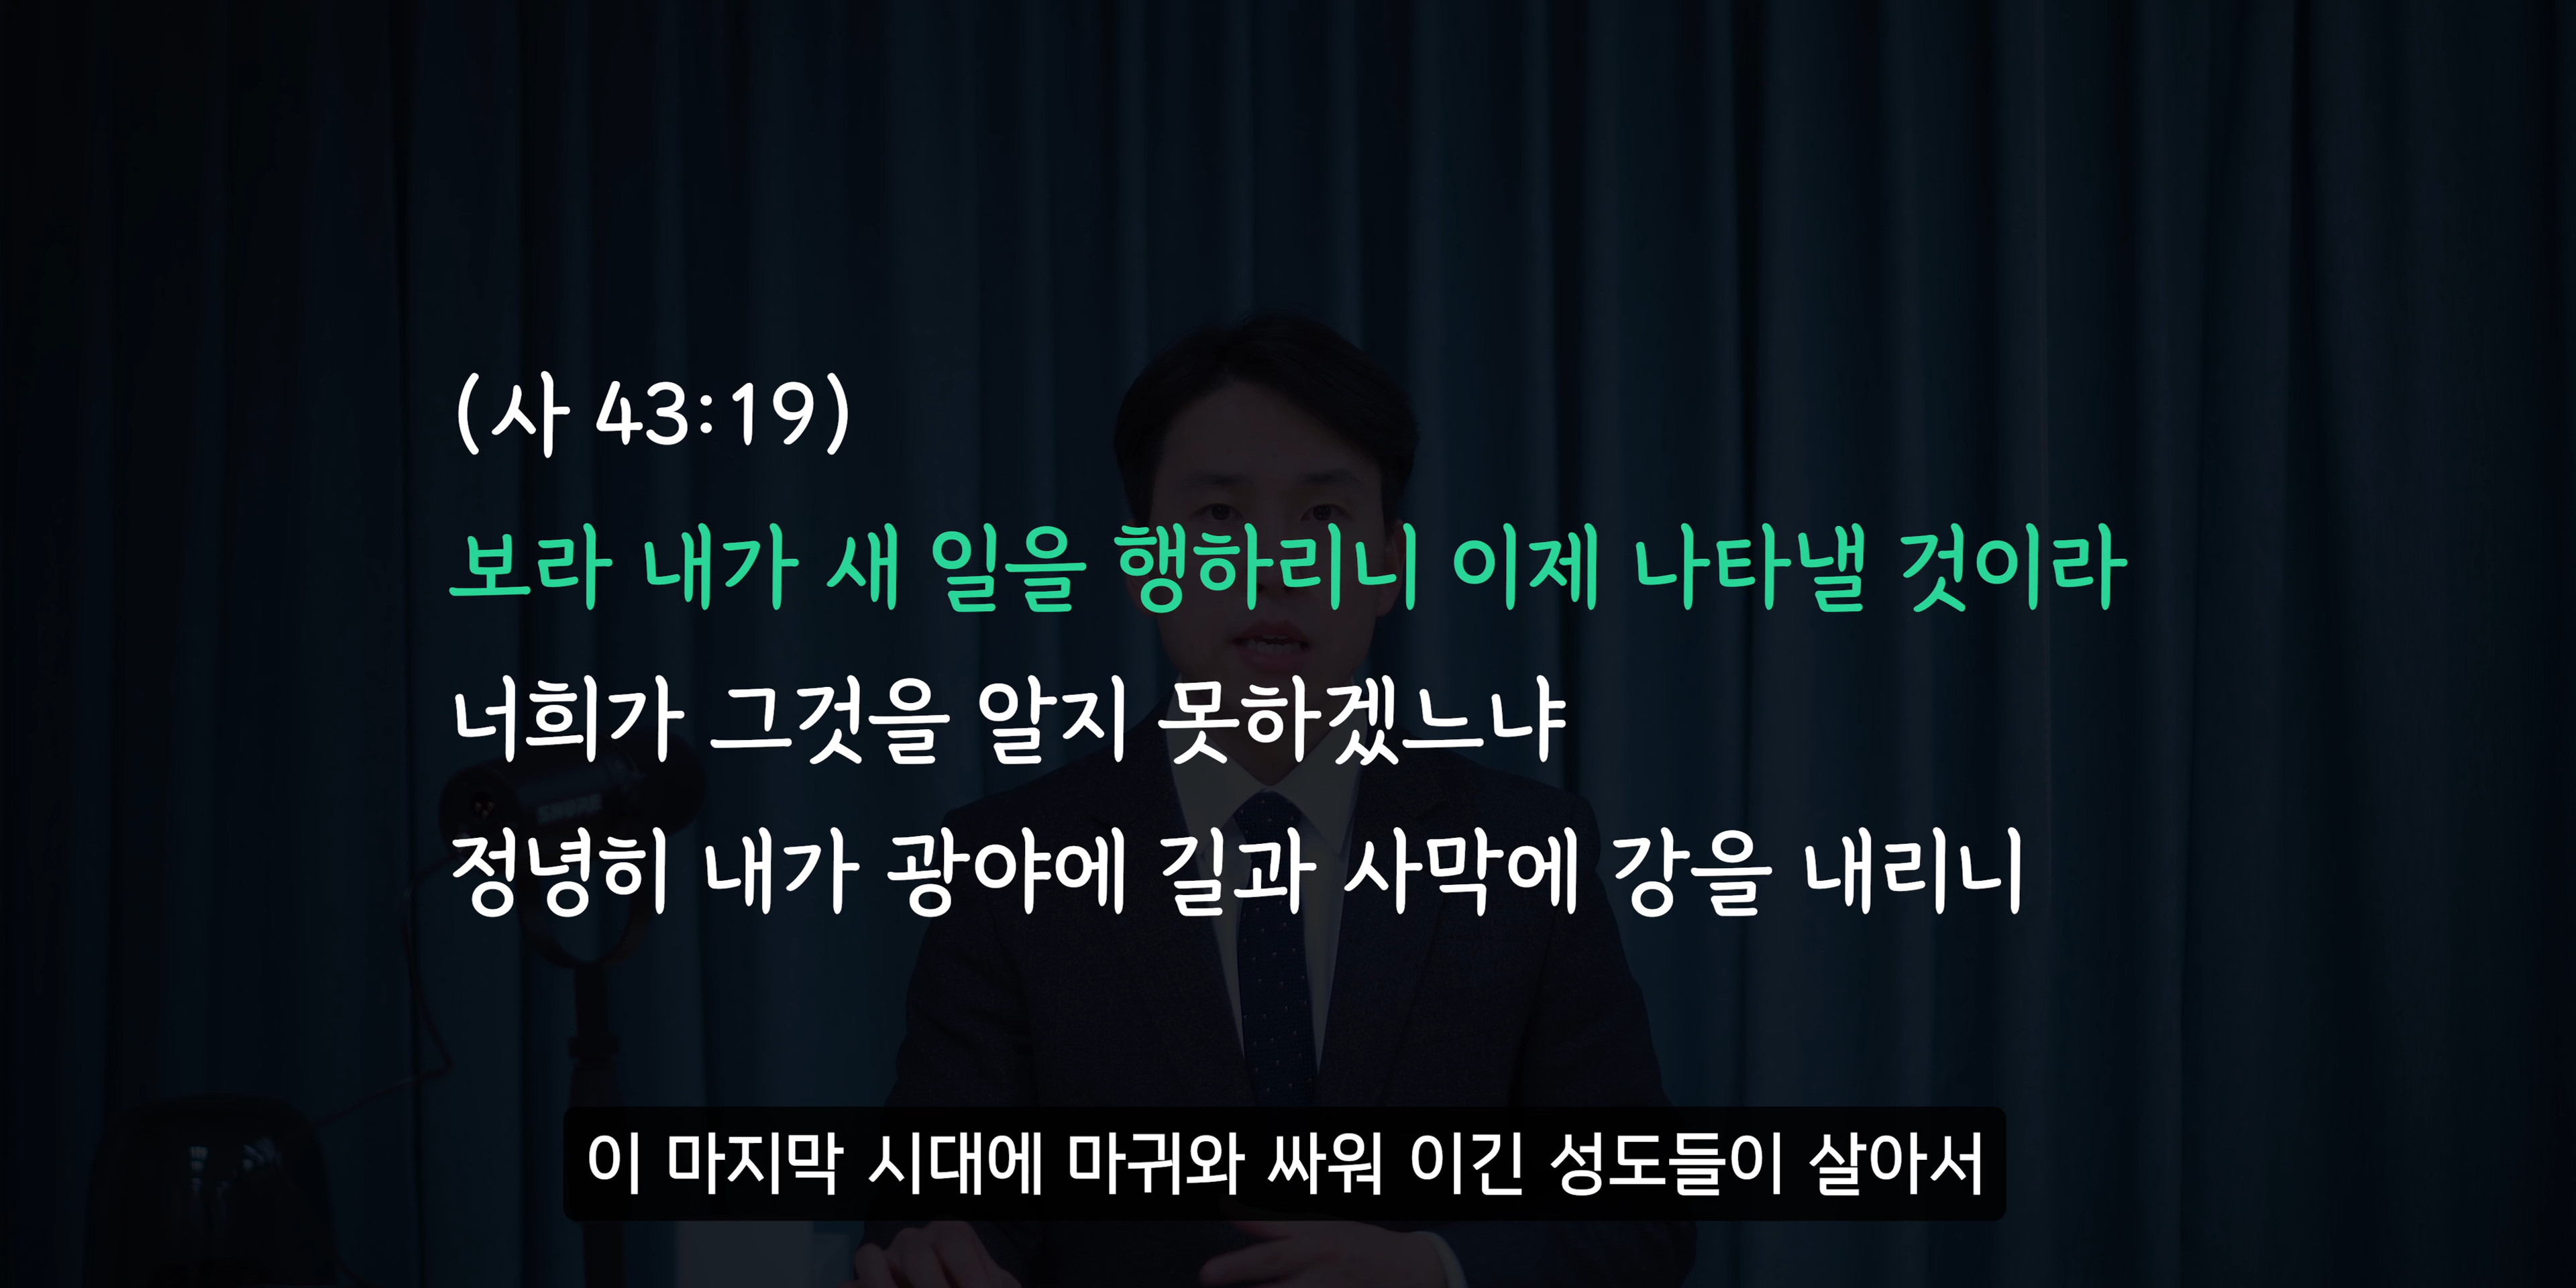 (사 43:19)
보라 내가 새 일을 행하리니 이제 나타낼 것이라
너희가 그것을 알지 못하겠느냐
정녕히 내가 광야에 길과 사막에 강을 내리니
SHURE
이 마지막 시대에 마귀와 싸워 이긴 성도들이 살아서